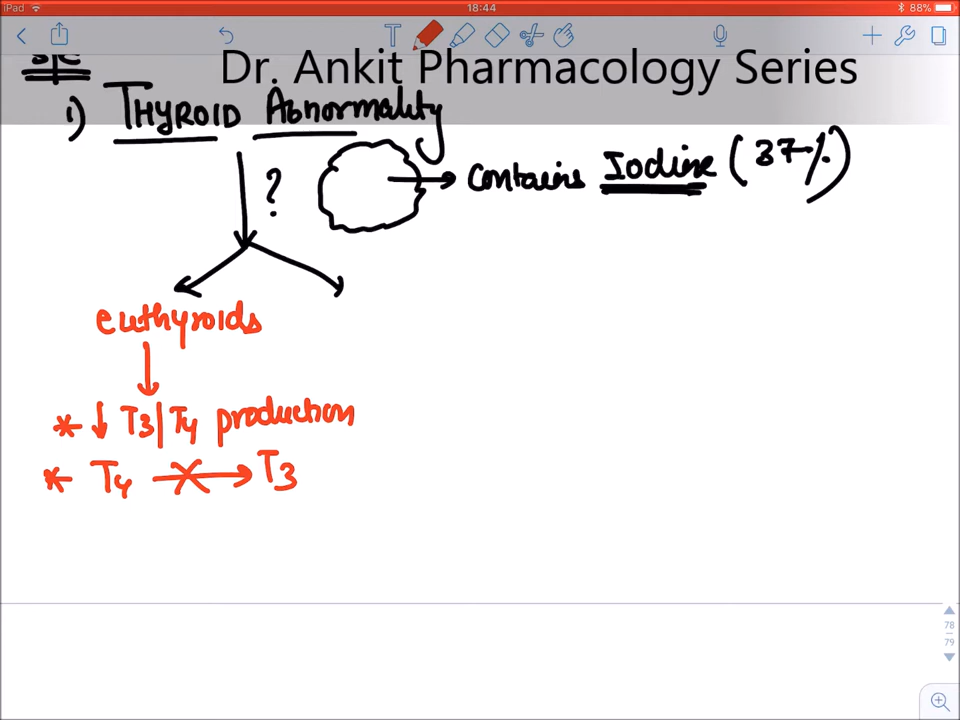 iPad 18:44 88%
T
Dr. Ankit Pharmacology Series
S/E
1) THYROID Abnormality
? contains Iodine (37%)
euthyroids
* ↓ T3|T4 production
* T4 → T3
78
79